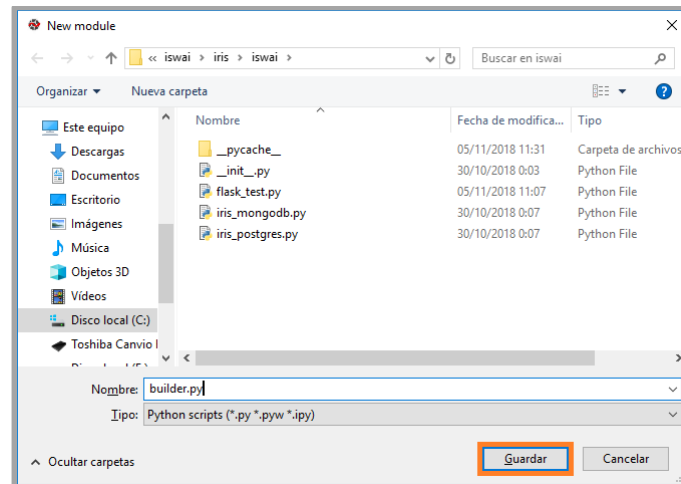 New module
« iswai › iris › iswai ›
Buscar en iswai
Organizar
Nueva carpeta
Este equipo
Descargas
Documentos
Escritorio
Imágenes
Música
Objetos 3D
Vídeos
Disco local (C:)
Toshiba Canvio
Nombre
Fecha de modifica...
Tipo
__pycache__
05/11/2018 11:31
Carpeta de archivos
__init__.py
30/10/2018 0:03
Python File
flask_test.py
05/11/2018 11:07
Python File
iris_mongodb.py
30/10/2018 0:07
Python File
iris_postgres.py
30/10/2018 0:07
Python File
Nombre: builder.py
Tipo: Python scripts (*.py *.pyw *.ipy)
Ocultar carpetas
Guardar
Cancelar